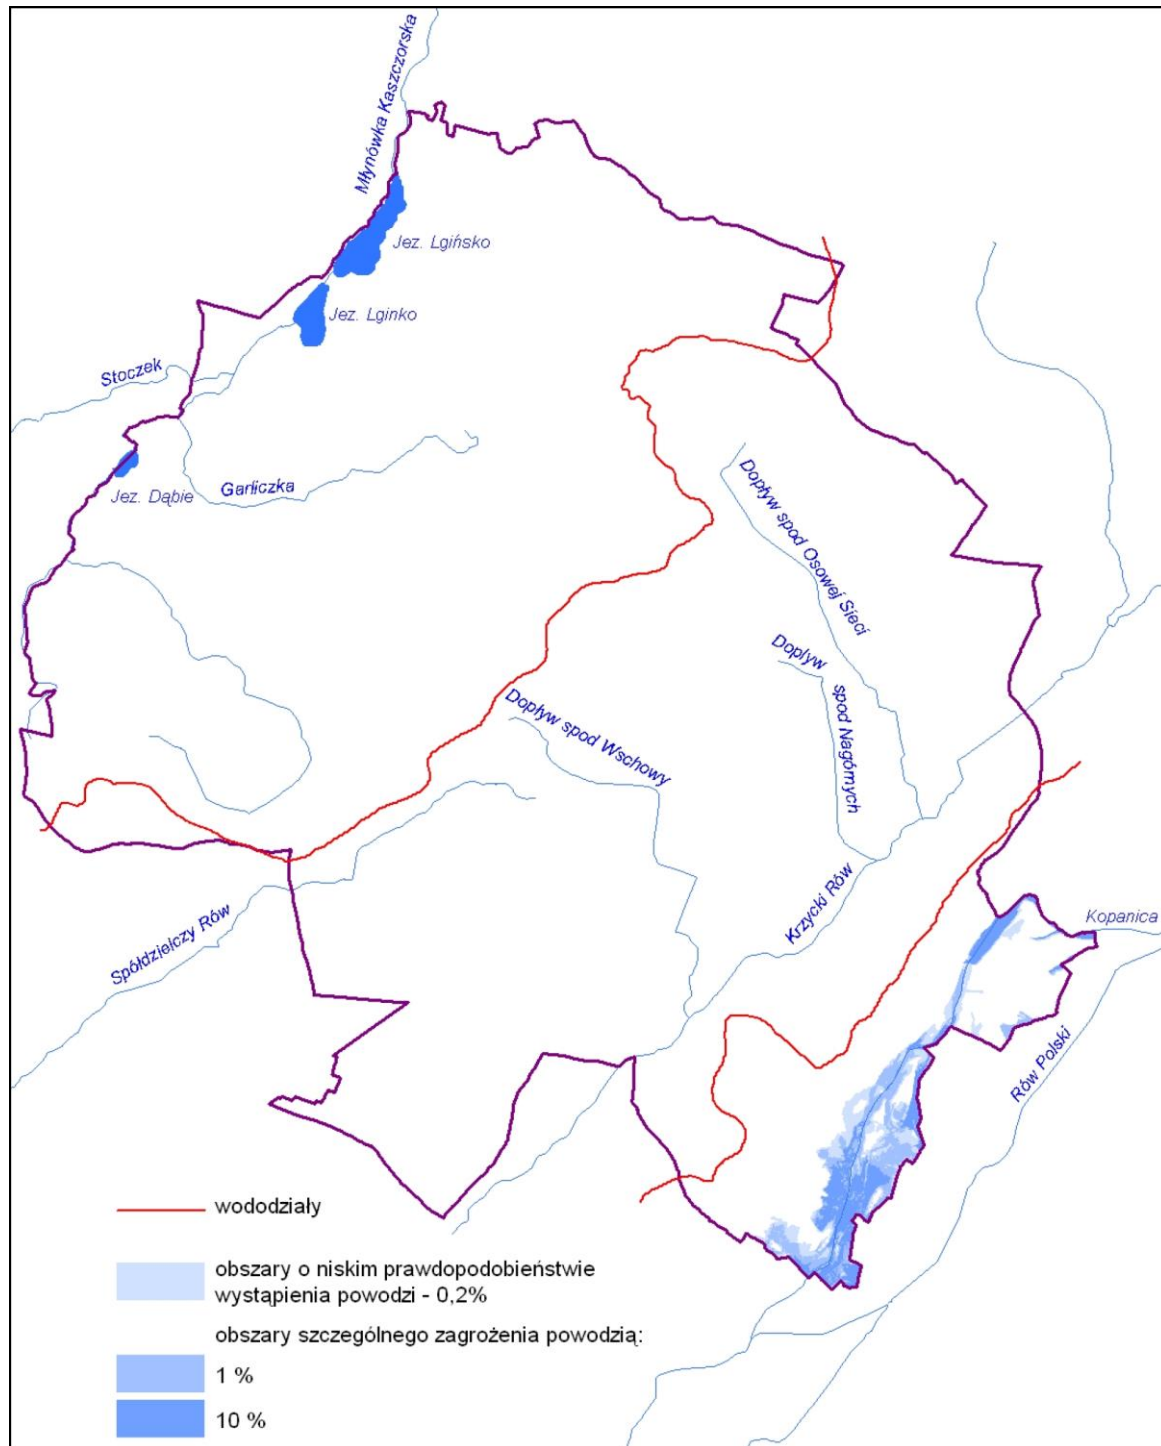 Młynówka Kaszczorska
Jez. Lgińsko
Jez. Lginko
Stoczek
Jez. Dąbie
Garliczka
Dopływ spod Osowej Sieci
Dopływ
spod Nagórnych
Dopływ spod Wschowy
Krzycki Rów
Spółdzielczy Rów
Kopanica
Rów Polski
wododziały
obszary o niskim prawdopodobieństwie
wystąpienia powodzi - 0,2%
obszary szczególnego zagrożenia powodzią:
1 %
10 %